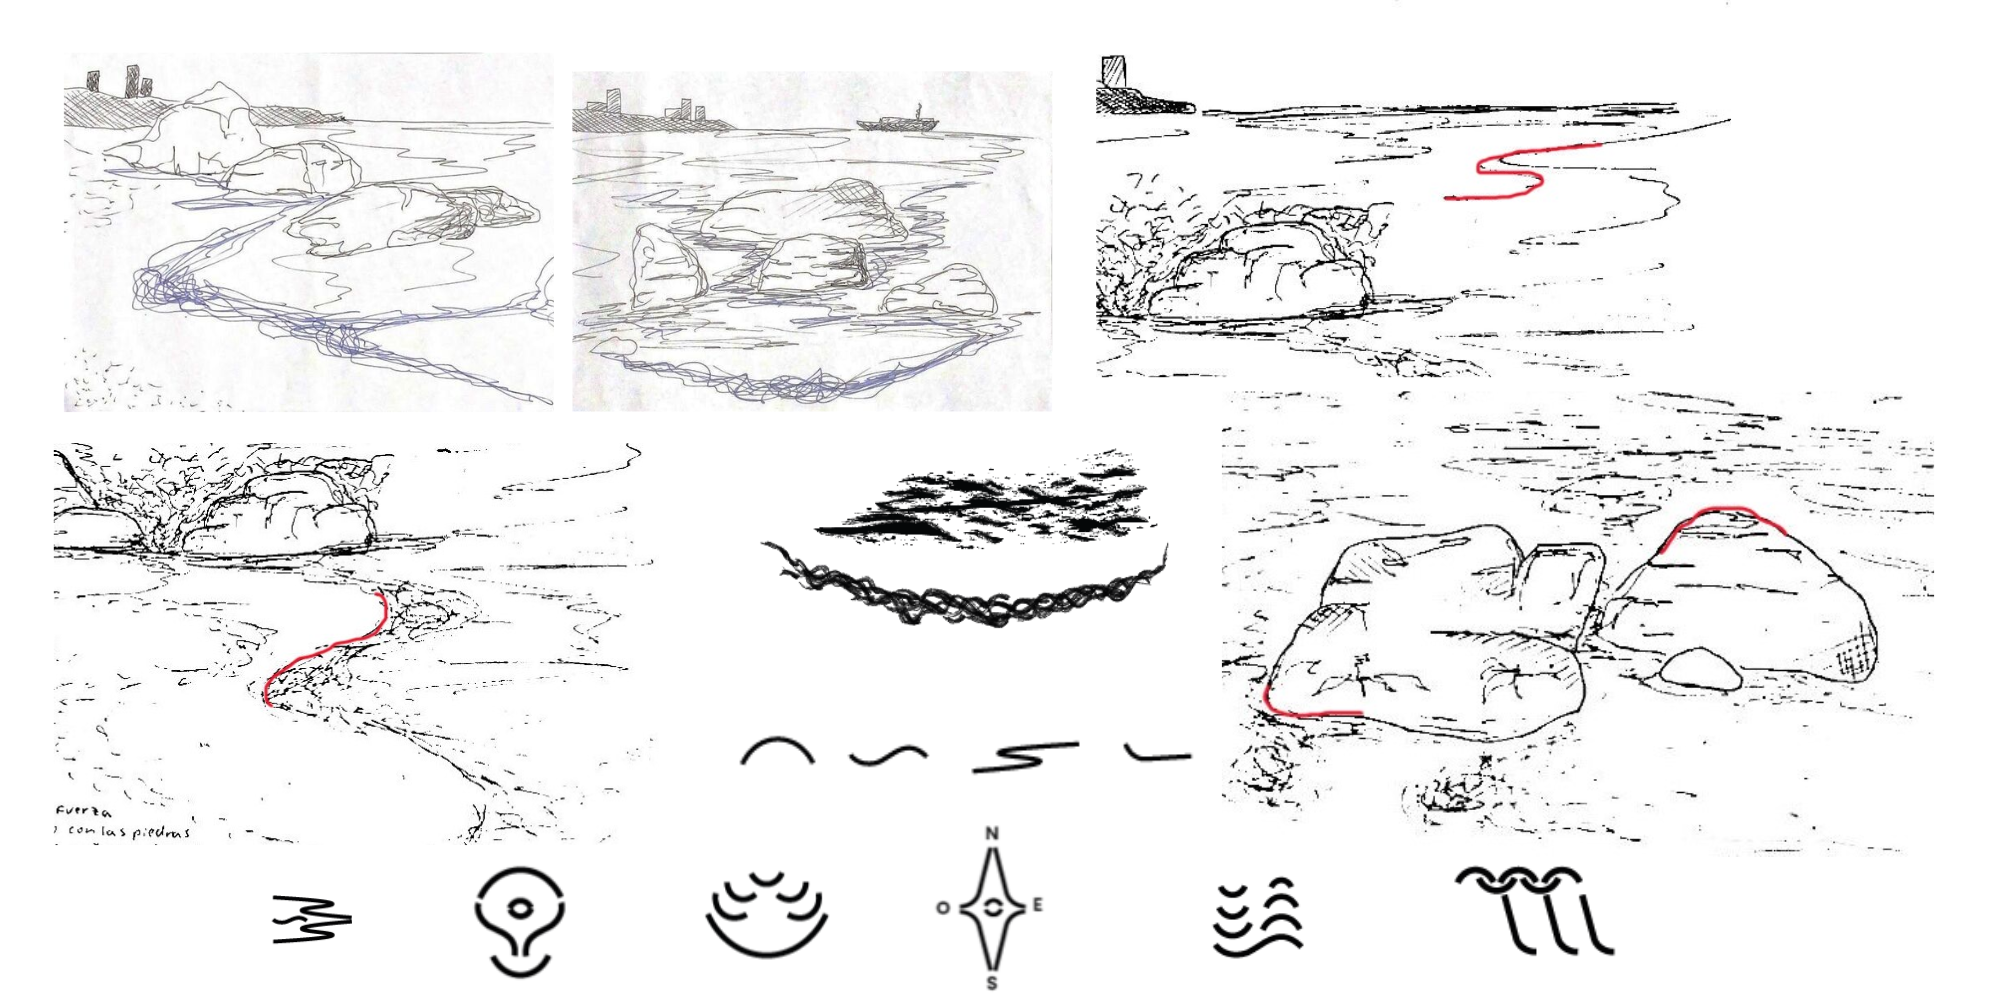 Fuerza
con las piedras
N
O E
S